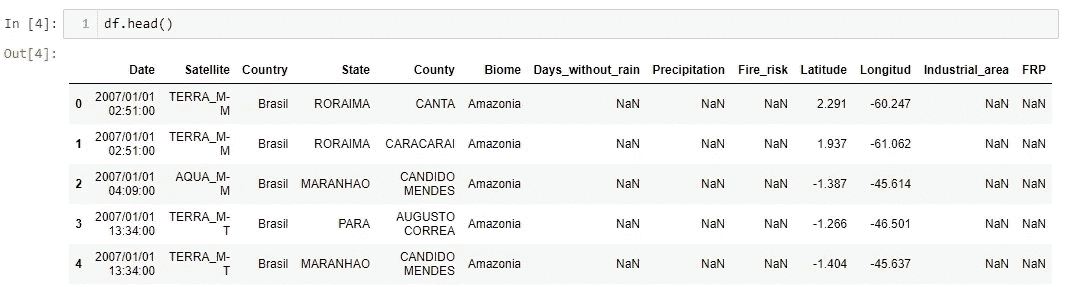 In [4]: 1 df.head()
Out[4]:
Date Satellite Country State County Biome Days_without_rain Precipitation Fire_risk Latitude Longitud Industrial_area FRP
0 2007/01/01 TERRA_M- Brasil RORAIMA CANTA Amazonia NaN NaN NaN 2.291 -60.247 NaN NaN
02:51:00 M
1 2007/01/01 TERRA_M- Brasil RORAIMA CARACARAI Amazonia NaN NaN NaN 1.937 -61.062 NaN NaN
02:51:00 M
2 2007/01/01 AQUA_M- Brasil MARANHAO CANDIDO Amazonia NaN NaN NaN -1.387 -45.614 NaN NaN
04:09:00 M MENDES
3 2007/01/01 TERRA_M- Brasil PARA AUGUSTO Amazonia NaN NaN NaN -1.266 -46.501 NaN NaN
13:34:00 T CORREA
4 2007/01/01 TERRA_M- Brasil MARANHAO CANDIDO Amazonia NaN NaN NaN -1.404 -45.637 NaN NaN
13:34:00 T MENDES